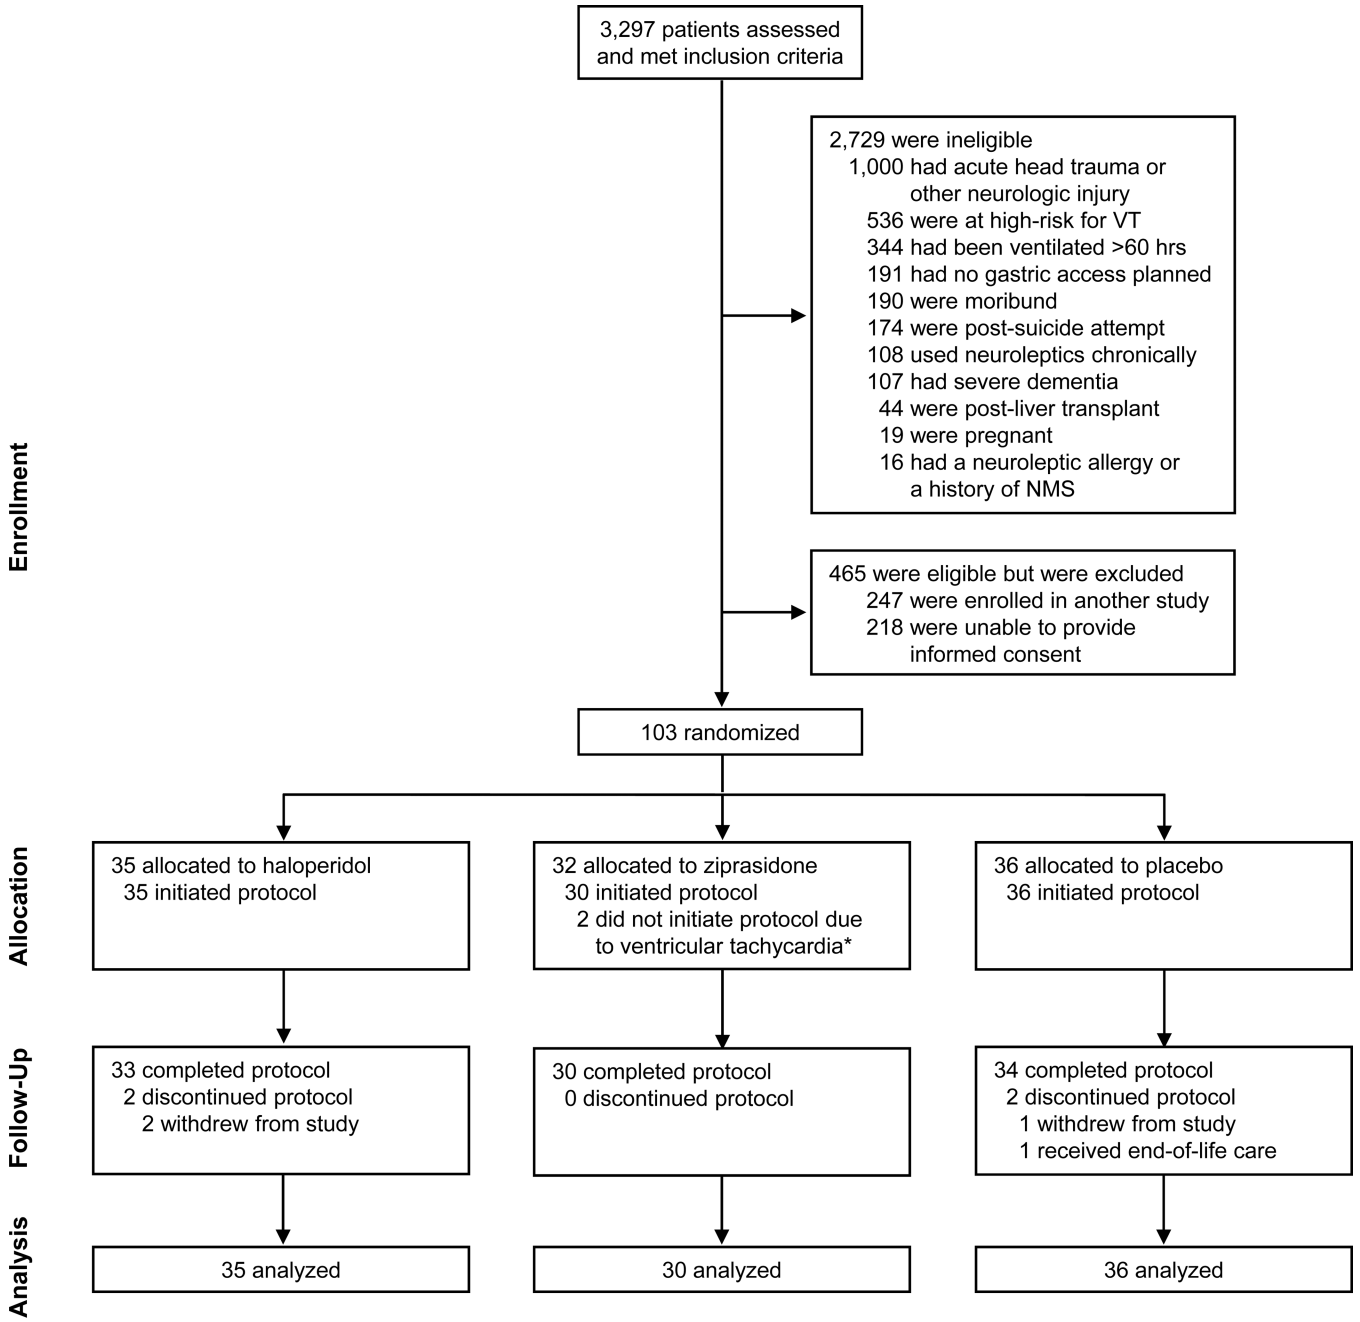 3,297 patients assessed
and met inclusion criteria
2,729 were ineligible
1,000 had acute head trauma or
other neurologic injury
536 were at high-risk for VT
344 had been ventilated >60 hrs
191 had no gastric access planned
190 were moribund
174 were post-suicide attempt
108 used neuroleptics chronically
107 had severe dementia
44 were post-liver transplant
19 were pregnant
16 had a neuroleptic allergy or
a history of NMS
Enrollment
465 were eligible but were excluded
247 were enrolled in another study
218 were unable to provide
informed consent
103 randomized
Allocation
35 allocated to haloperidol
35 initiated protocol
32 allocated to ziprasidone
30 initiated protocol
2 did not initiate protocol due
to ventricular tachycardia*
36 allocated to placebo
36 initiated protocol
Follow-Up
33 completed protocol
2 discontinued protocol
2 withdrew from study
30 completed protocol
0 discontinued protocol
34 completed protocol
2 discontinued protocol
1 withdrew from study
1 received end-of-life care
Analysis
35 analyzed
30 analyzed
36 analyzed